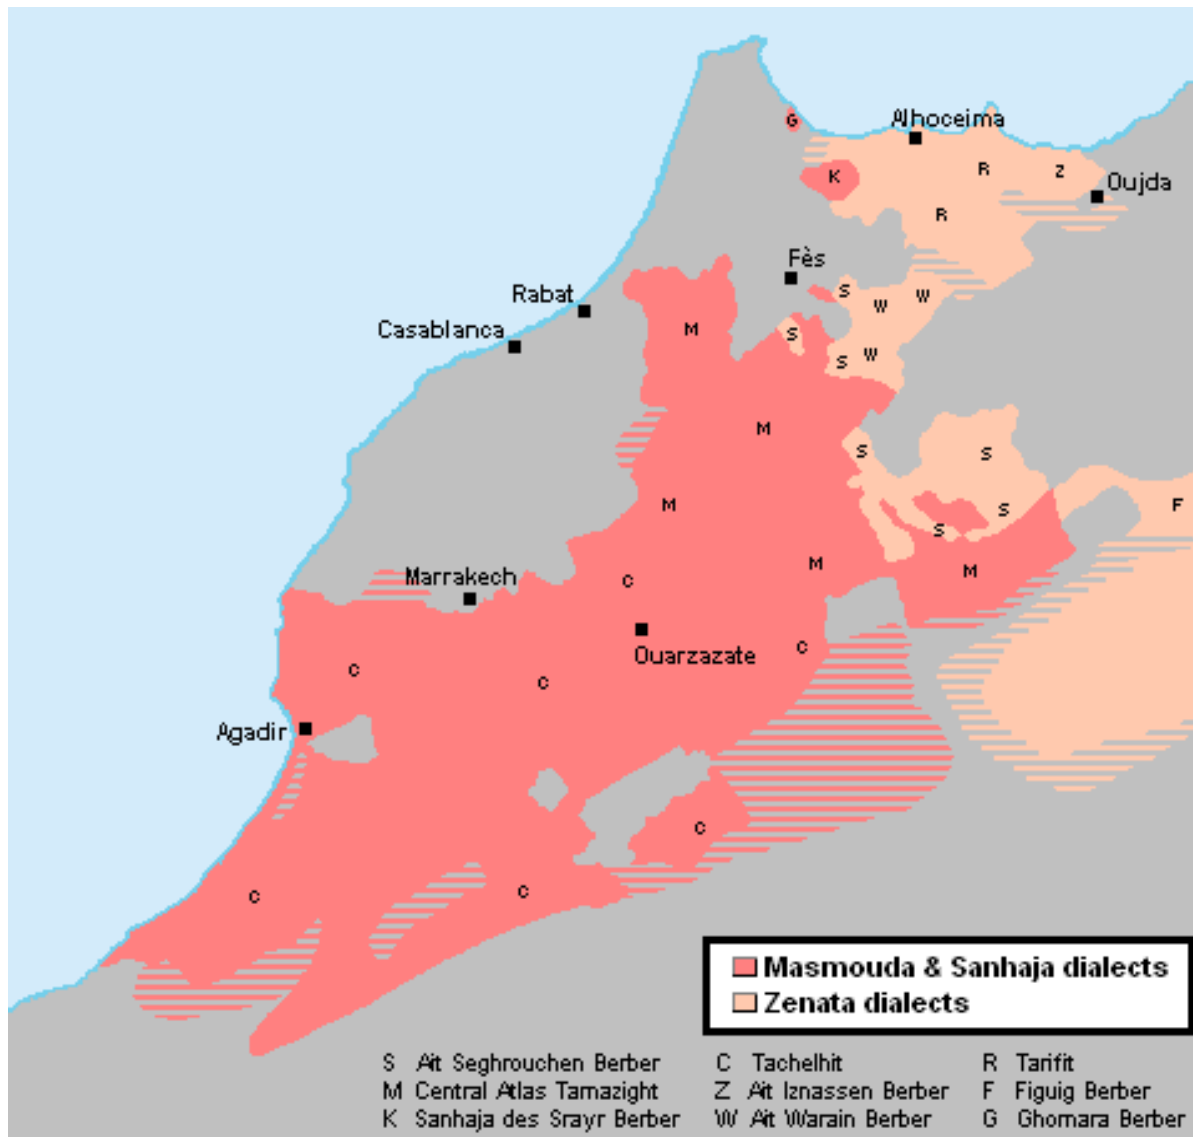 G
Alhoceima
K
R
Z
Oujda
R
Fès
S
W
W
Rabat
Casablanca
M
S
S
W
M
S
S
M
S
F
S
M
M
Marrakech
C
Ouarzazate
C
C
C
Agadir
C
C
C
Masmouda & Sanhaja dialects
Zenata dialects
S Ait Seghrouchen Berber
C Tachelhit
R Tarifit
M Central Atlas Tamazight
Z Ait Iznassen Berber
F Figuig Berber
K Sanhaja des Srayr Berber
W Ait Warain Berber
G Ghomara Berber